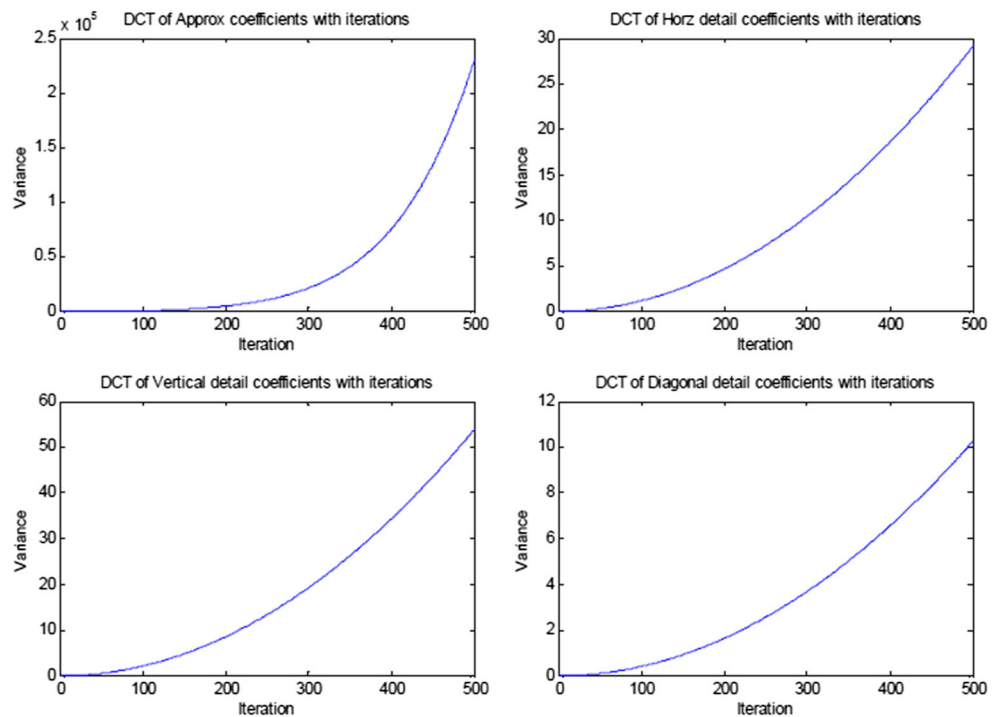 DCT of Approx coefficients with iterations
x 10^5
2.5
2
1.5
1
0.5
0
Variance
0 100 200 300 400 500
Iteration
DCT of Horz detail coefficients with iterations
30
25
20
15
10
5
0
Variance
0 100 200 300 400 500
Iteration
DCT of Vertical detail coefficients with iterations
60
50
40
30
20
10
0
Variance
0 100 200 300 400 500
Iteration
DCT of Diagonal detail coefficients with iterations
12
10
8
6
4
2
0
Variance
0 100 200 300 400 500
Iteration